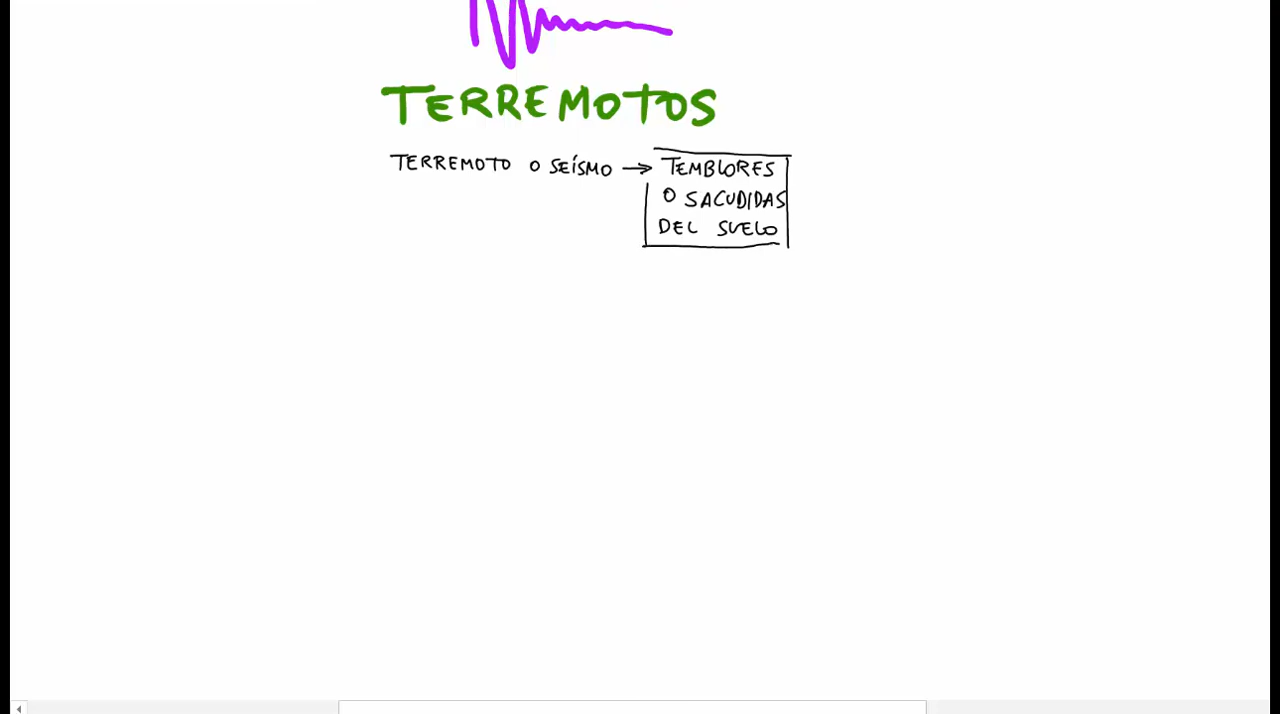 TERREMOTOS
TERREMOTO O SEÍSMO → TEMBLORES
O SACUDIDAS
DEL SUELO